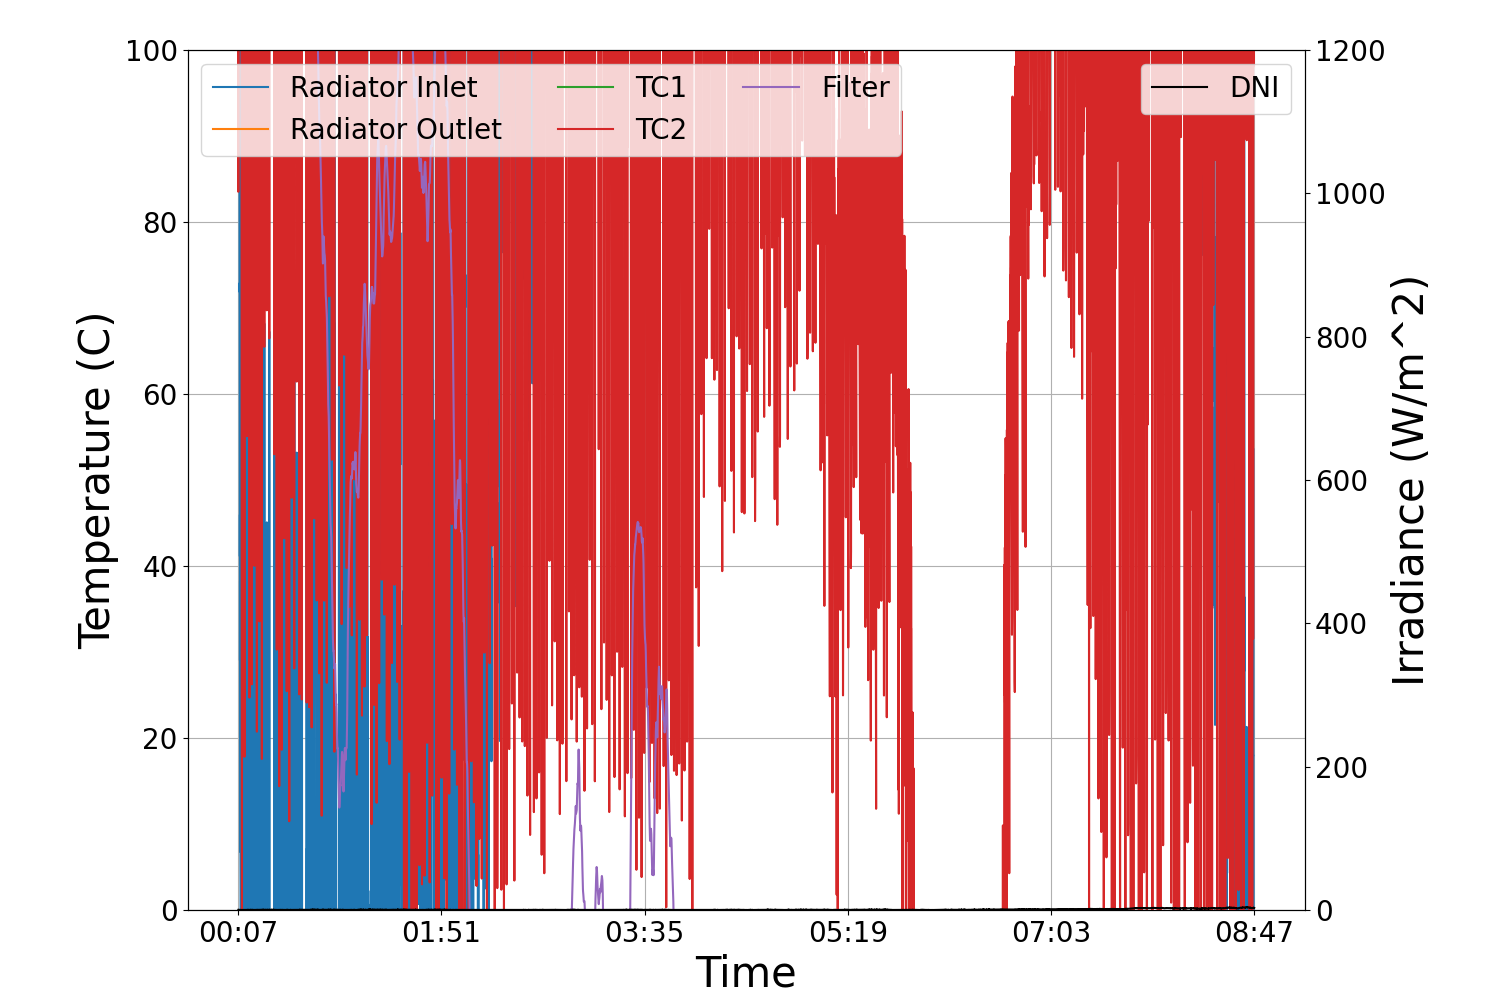 100
80
60
40
20
0
Temperature (C)
Radiator Inlet
Radiator Outlet
TC1
TC2
Filter
DNI
1200
1000
800
600
400
200
0
Irradiance (W/m^2)
00:07 01:51 03:35 05:19 07:03 08:47
Time